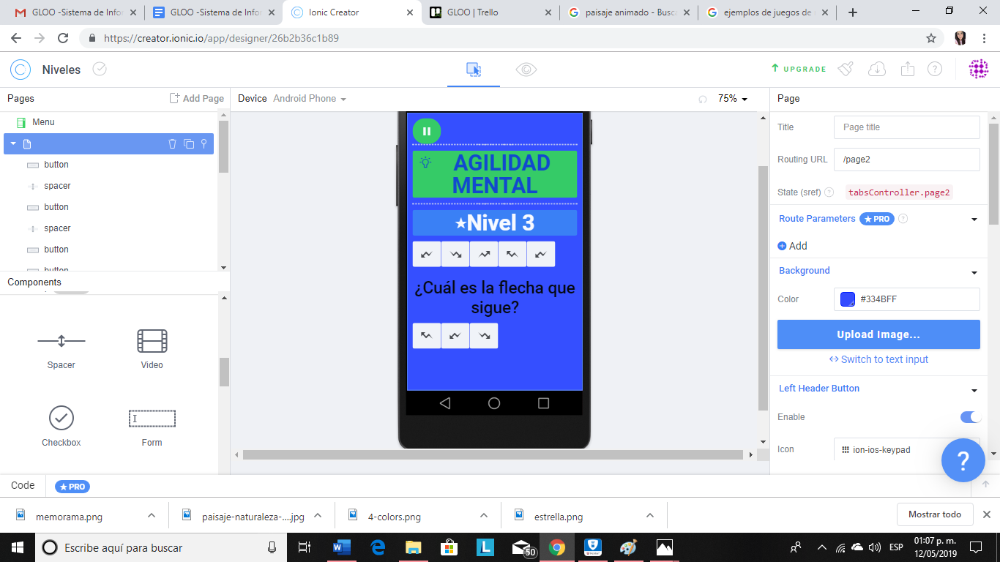 GLOO -Sistema de Infor
GLOO -Sistema de Infor
Ionic Creator
GLOO | Trello
paisaje animado - Busc
ejemplos de juegos de
https://creator.ionic.io/app/designer/26b2b36c1b89
Niveles
UPGRADE
Pages
Add Page
Device
Android Phone
75%
Page
Menu
button
spacer
button
spacer
button
Components
Spacer
Video
Checkbox
Form
AGILIDAD
MENTAL
Nivel 3
¿Cuál es la flecha que
sigue?
Title
Page title
Routing URL
/page2
State (sref)
tabsController.page2
Route Parameters
PRO
Add
Background
Color
#334BFF
Upload Image...
Switch to text input
Left Header Button
Enable
Icon
ion-ios-keypad
?
Code
PRO
memorama.png
paisaje-naturaleza-....jpg
4-colors.png
estrella.png
Mostrar todo
Escribe aquí para buscar
50
ESP
01:07 p. m.
12/05/2019